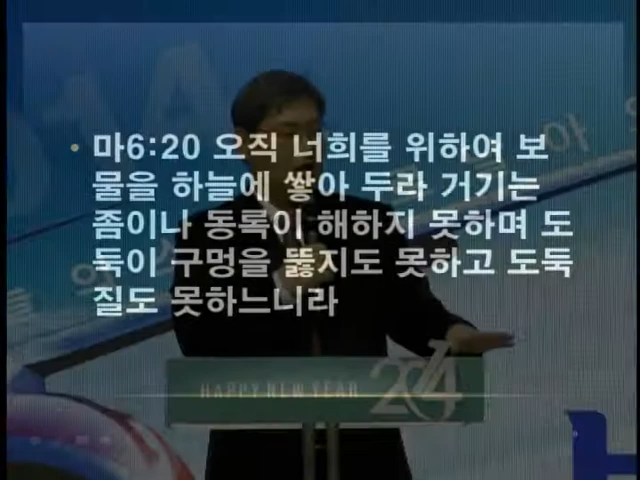 • 마6:20 오직 너희를 위하여 보
물을 하늘에 쌓아 두라 거기는
좀이나 동록이 해하지 못하며 도
둑이 구멍을 뚫지도 못하고 도둑
질도 못하느니라
HAPPY NEW YEAR 2014